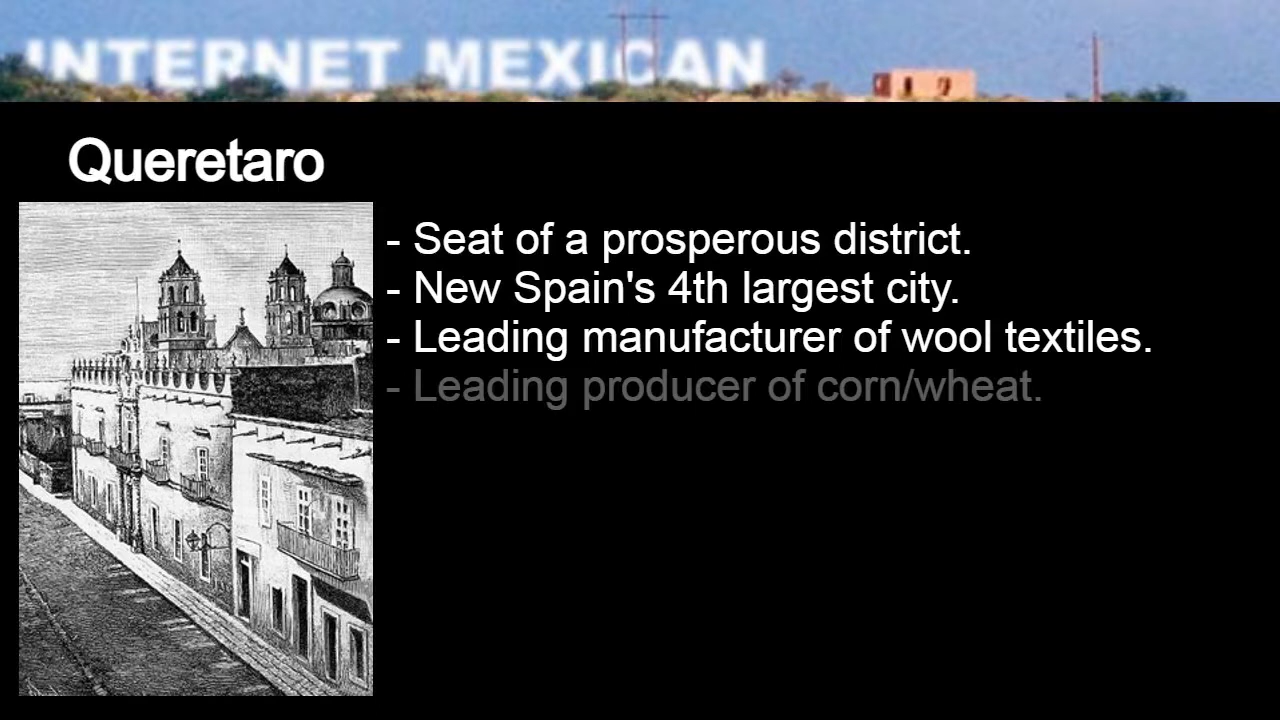 INTERNET MEXICAN
Queretaro
- Seat of a prosperous district.
- New Spain's 4th largest city.
- Leading manufacturer of wool textiles.
- Leading producer of corn/wheat.